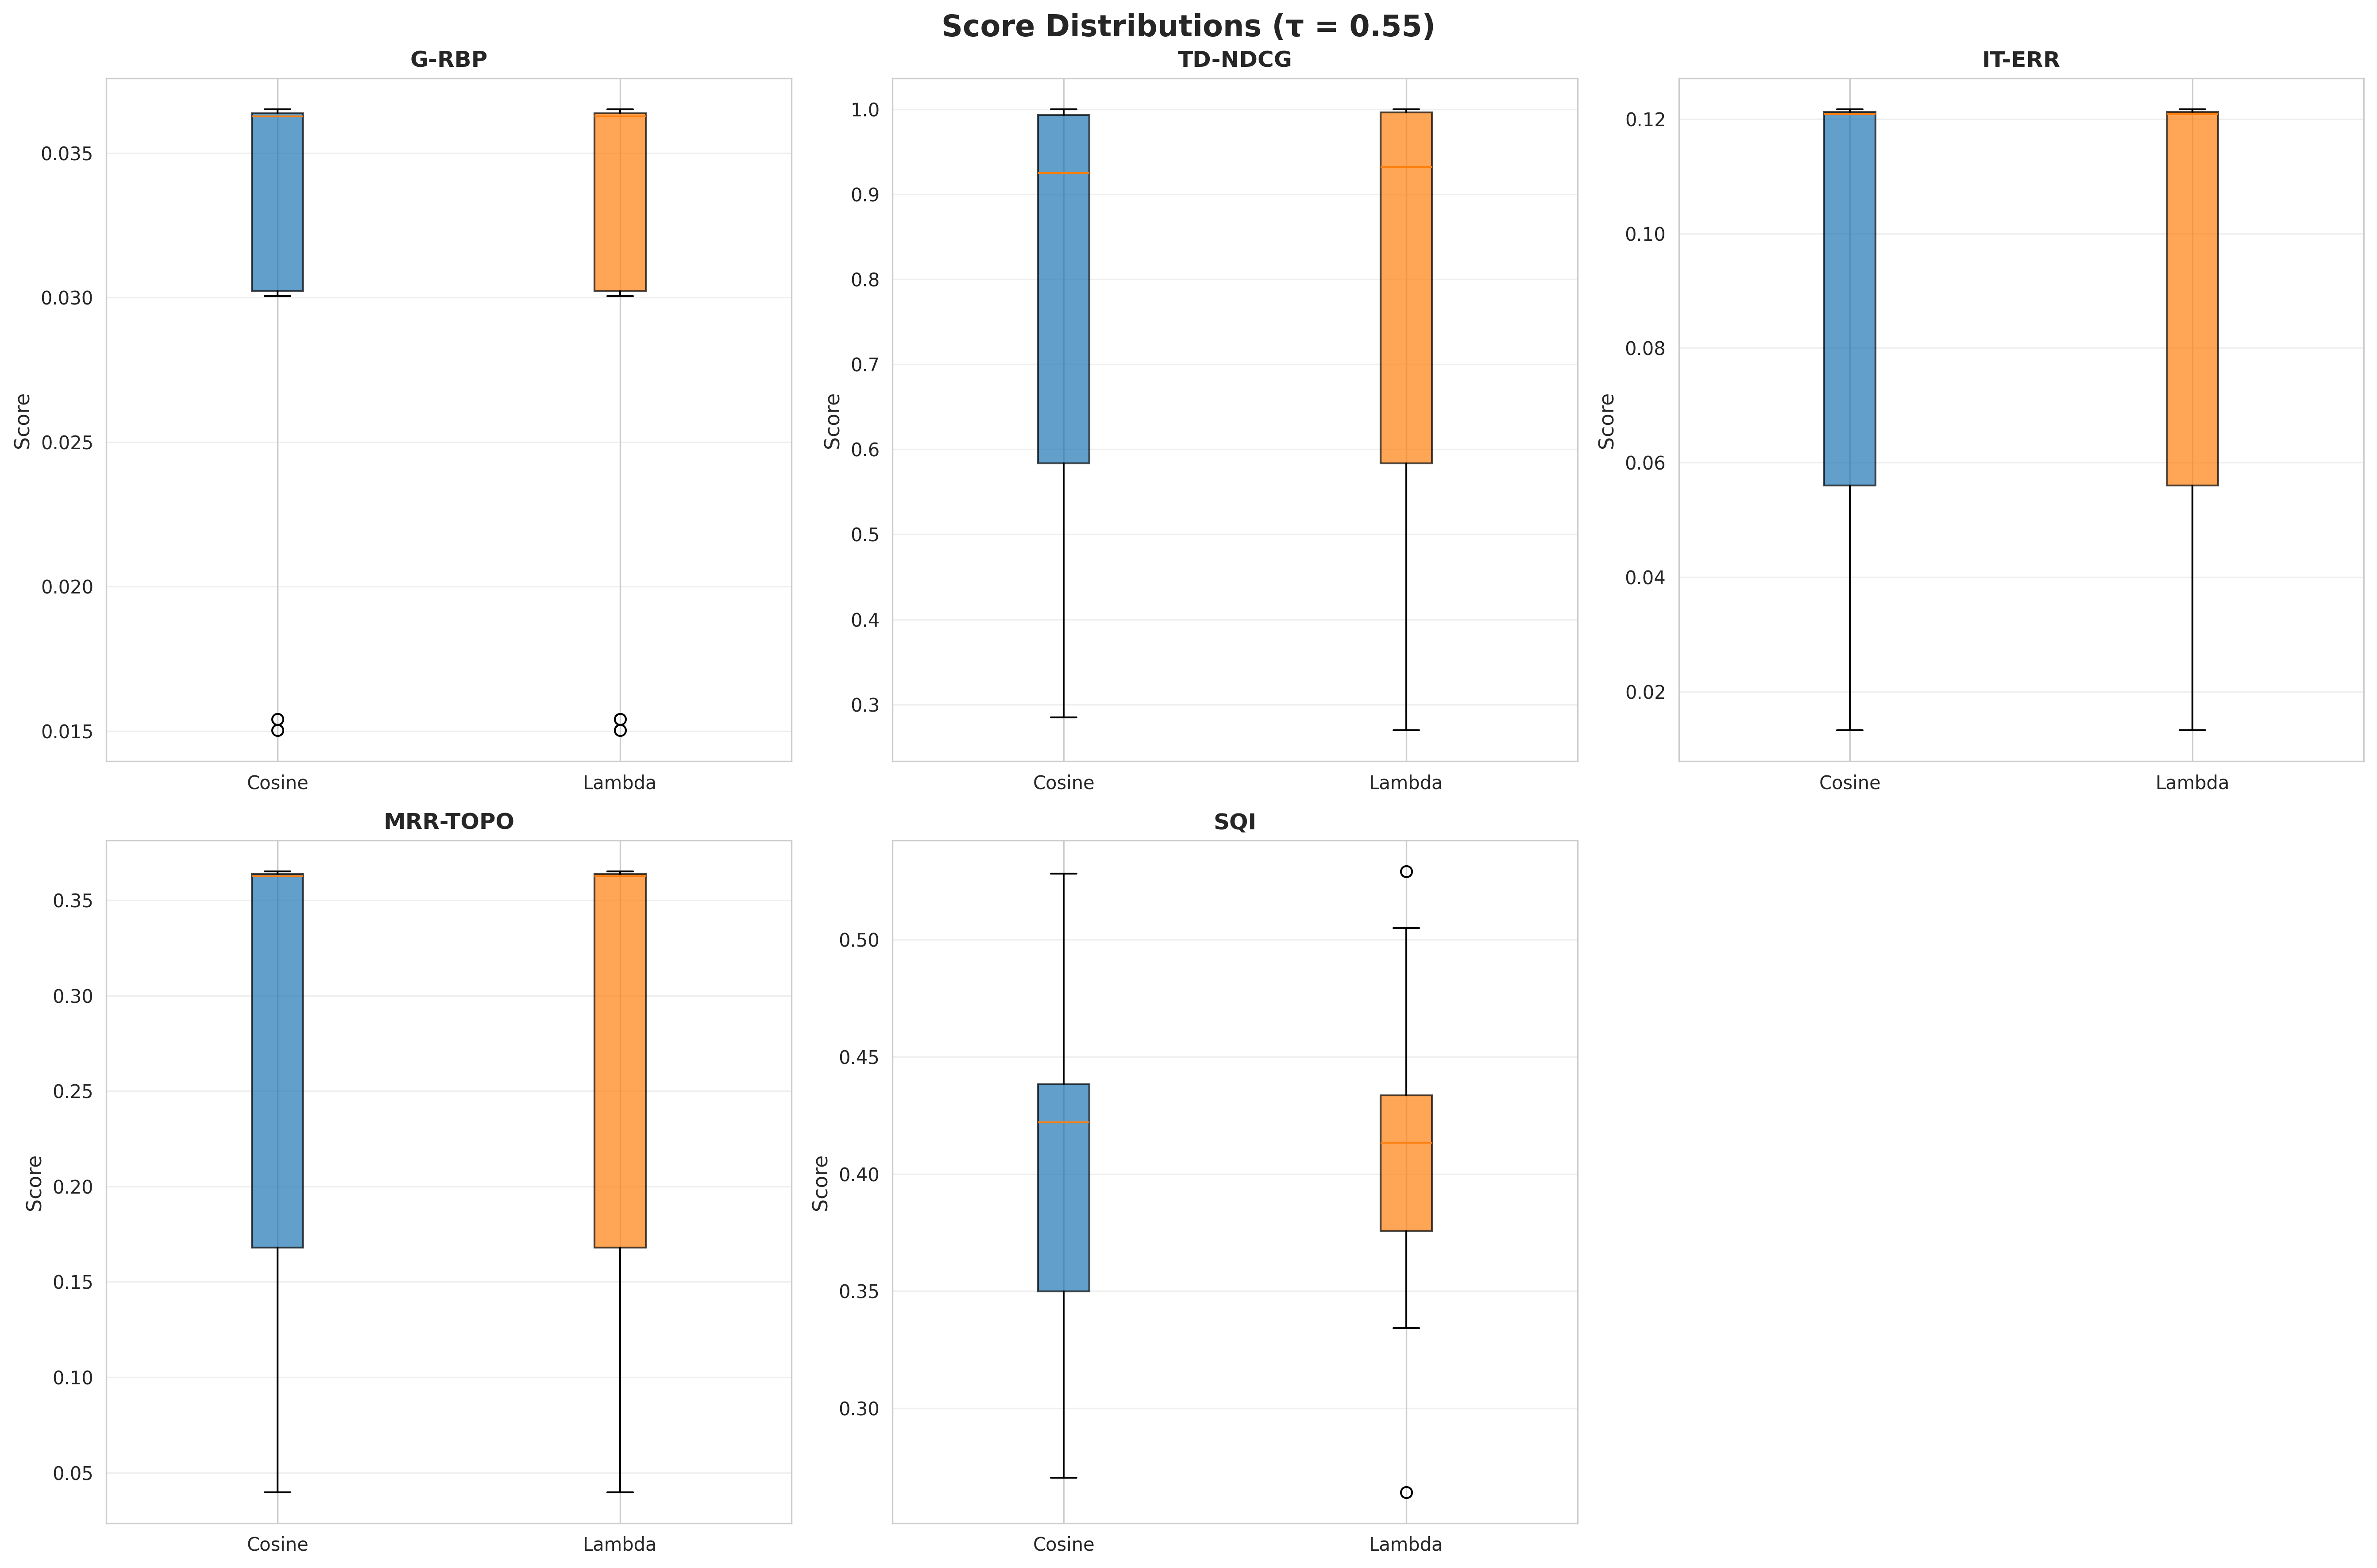 Score Distributions (τ = 0.55)
G-RBP
Score
0.035
0.030
0.025
0.020
0.015
Cosine
Lambda
TD-NDCG
Score
1.0
0.9
0.8
0.7
0.6
0.5
0.4
0.3
Cosine
Lambda
IT-ERR
Score
0.12
0.10
0.08
0.06
0.04
0.02
Cosine
Lambda
MRR-TOPO
Score
0.35
0.30
0.25
0.20
0.15
0.10
0.05
Cosine
Lambda
SQI
Score
0.50
0.45
0.40
0.35
0.30
Cosine
Lambda